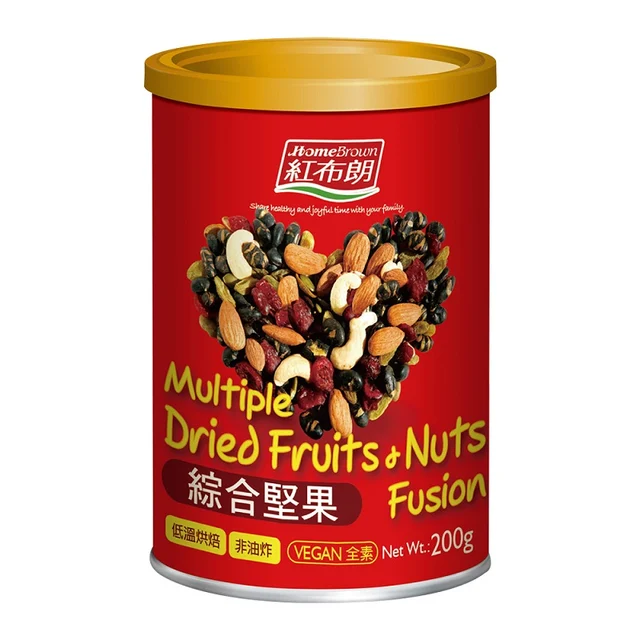 HomeBrown
紅布朗
Share healthy and joyful time with your family
Multiple
Dried Fruits & Nuts
Fusion
綜合堅果
低溫烘焙
非油炸
VEGAN 全素
Net Wt.:200g